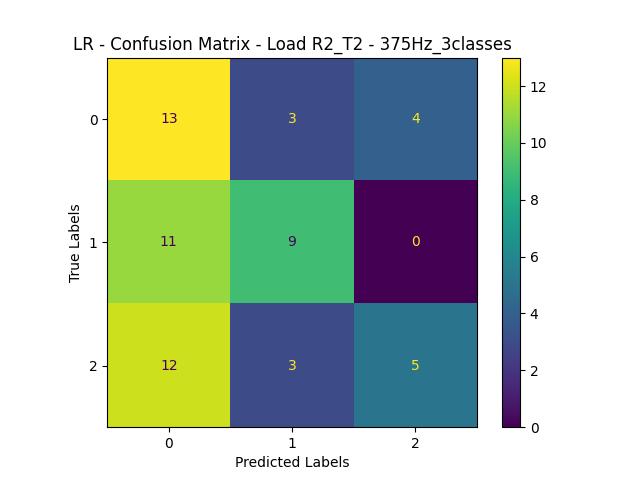 LR - Confusion Matrix - Load R2_T2 - 375Hz_3classes
0 13 3 4
1 11 9 0
2 12 3 5
0 1 2
Predicted Labels
True Labels
12
10
8
6
4
2
0